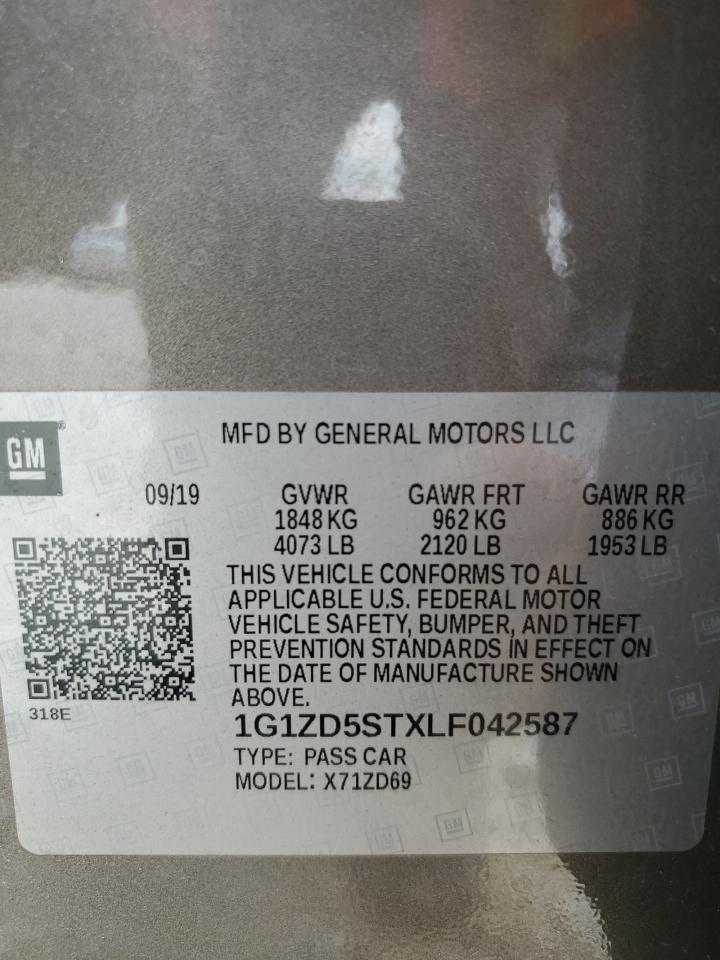 GM
MFD BY GENERAL MOTORS LLC
09/19 GVWR GAWR FRT GAWR RR
1848 KG 962 KG 886 KG
4073 LB 2120 LB 1953 LB
THIS VEHICLE CONFORMS TO ALL
APPLICABLE U.S. FEDERAL MOTOR
VEHICLE SAFETY, BUMPER, AND THEFT
PREVENTION STANDARDS IN EFFECT ON
THE DATE OF MANUFACTURE SHOWN
ABOVE.
318E
1G1ZD5STXLF042587
TYPE: PASS CAR
MODEL: X71ZD69